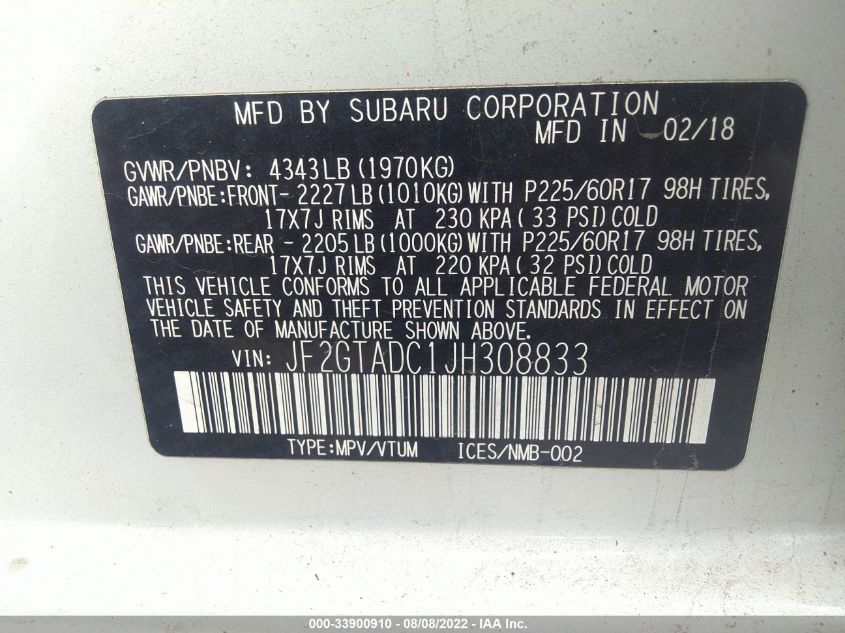 MFD BY SUBARU CORPORATION
MFD IN 02/18
GVWR/PNBV: 4343LB (1970KG)
GAWR/PNBE:FRONT- 2227LB (1010KG) WITH P225/60R17 98H TIRES,
17X7J RIMS AT 230 KPA ( 33 PSI) COLD
GAWR/PNBE:REAR - 2205LB (1000KG) WITH P225/60R17 98H TIRES,
17X7J RIMS AT 220 KPA ( 32 PSI) COLD
THIS VEHICLE CONFORMS TO ALL APPLICABLE FEDERAL MOTOR
VEHICLE SAFETY AND THEFT PREVENTION STANDARDS IN EFFECT ON
THE DATE OF MANUFACTURE SHOWN ABOVE.
VIN: JF2GTADC1JH308833
TYPE:MPV/VTUM ICES/NMB-002
000-33900910 - 08/08/2022 - IAA Inc.